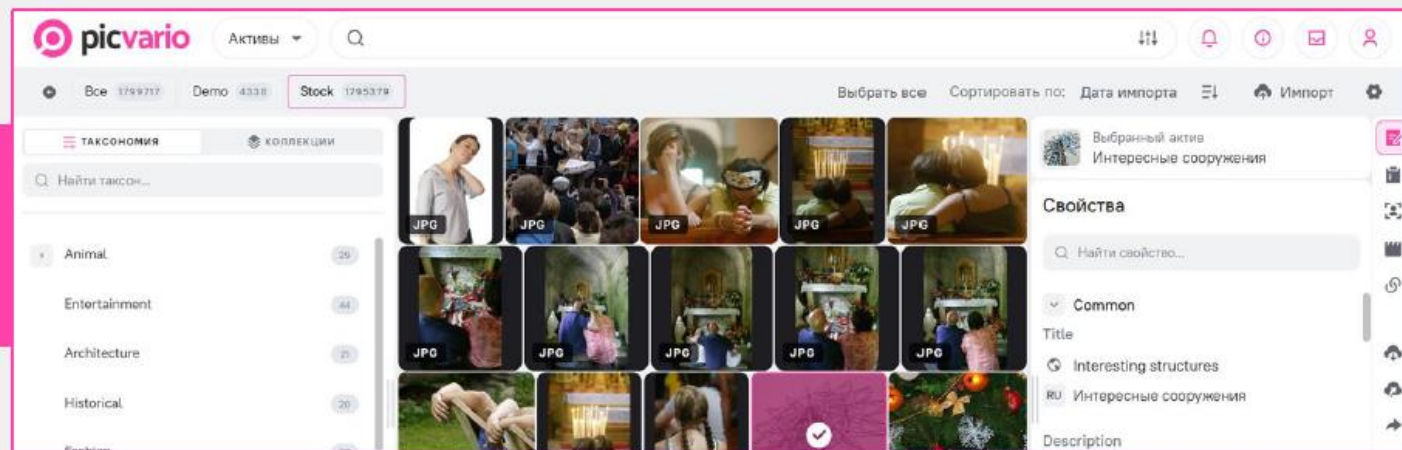 picvario
Активы
Все 1799717 Demo 4338 Stock 1795379
Выбрать все Сортировать по: Дата импорта Импорт
ТАКСОНОМИЯ КОЛЛЕКЦИИ
Найти таксон...
Animal 26
Entertainment 44
Architecture 21
Historical 20
JPG JPG JPG JPG JPG
JPG JPG JPG JPG JPG
Выбранный актив
Интересные сооружения
Свойства
Найти свойство...
Common
Title
Interesting structures
RU Интересные сооружения
Description